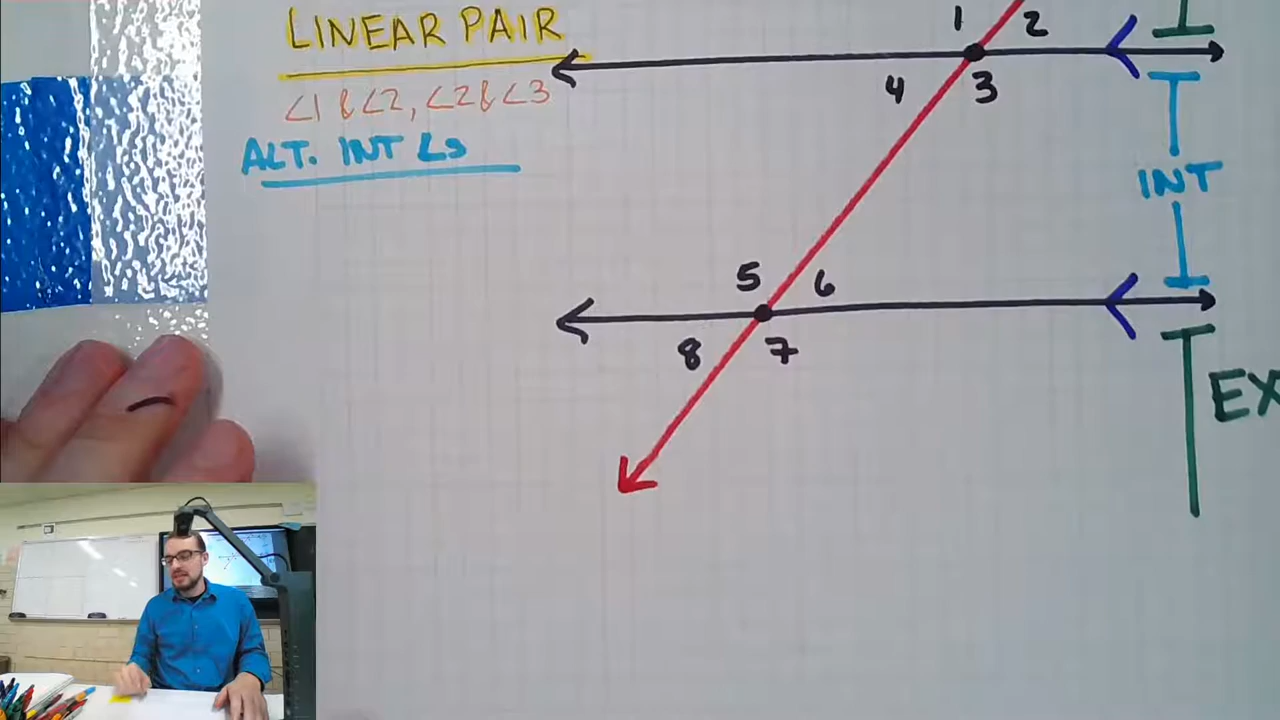 LINEAR PAIR
∠1 & ∠2, ∠2 & ∠3
ALT. INT ∠s
1 2
4 3
INT
5 6
8 7
EX